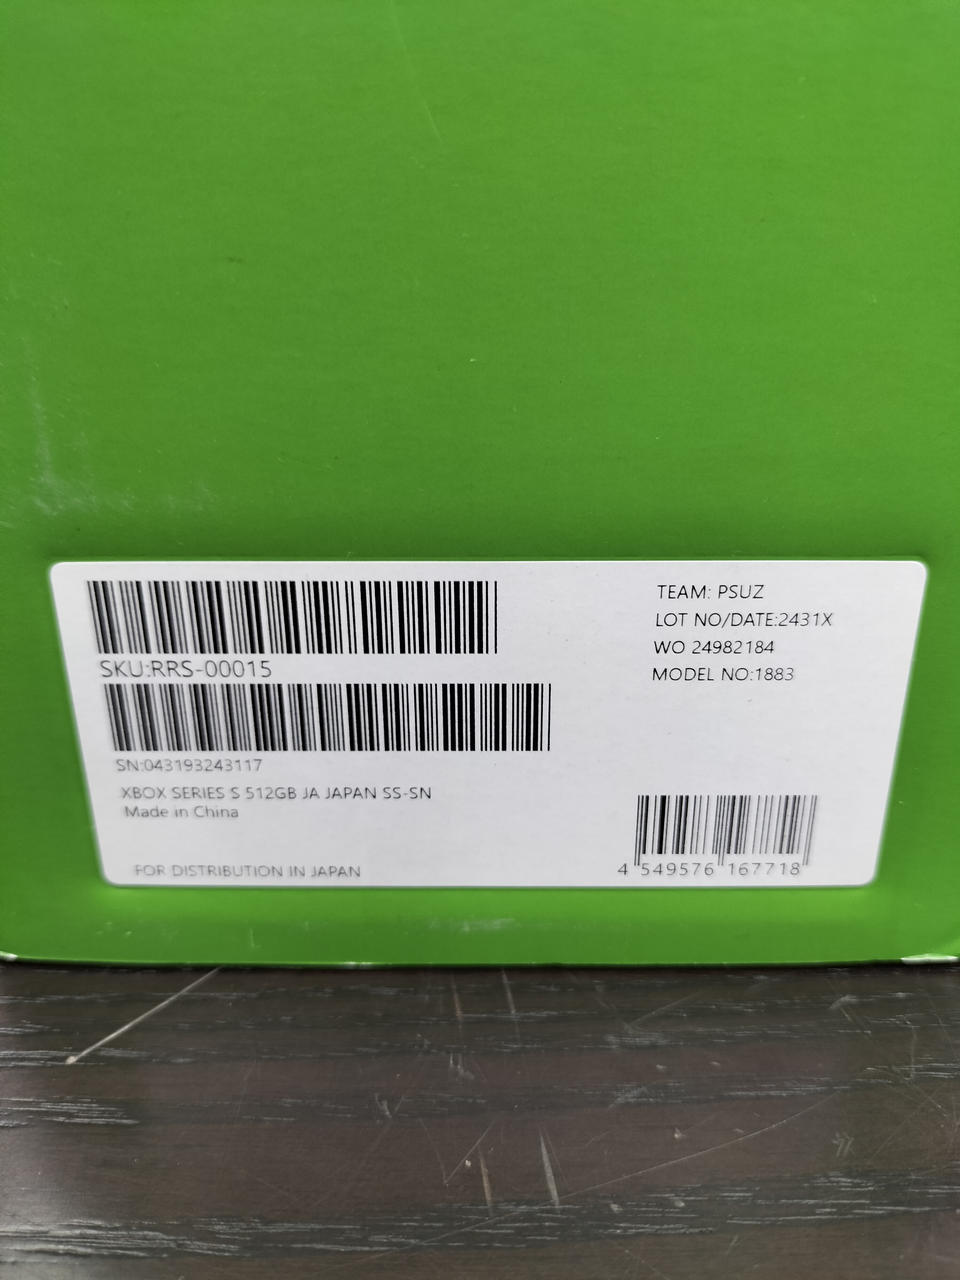 SKU:RRS-00015
SN:043193243117
XBOX SERIES S 512GB JA JAPAN SS-SN
Made in China
FOR DISTRIBUTION IN JAPAN
TEAM: PSUZ
LOT NO/DATE:2431X
WO 24982184
MODEL NO:1883
4 549576 167718